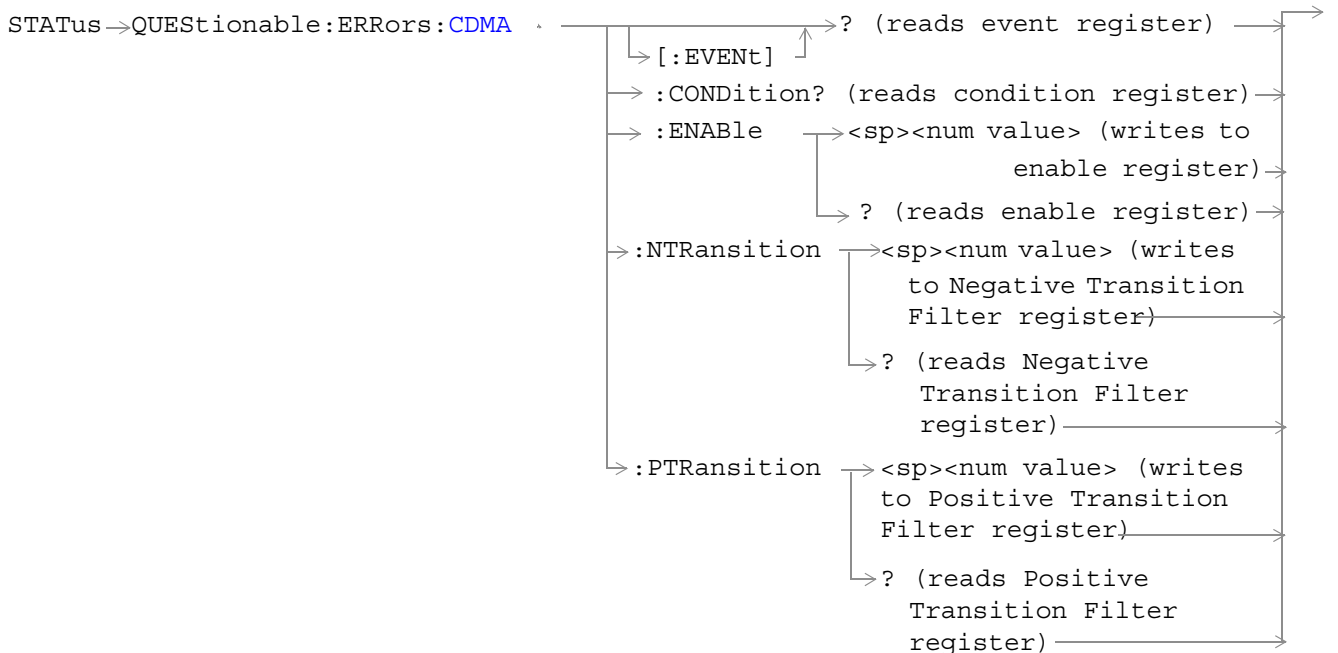 STATus QUEStionable:ERRors:CDMA ? (reads event register)
[:EVENt]
:CONDition? (reads condition register)
:ENABle <sp><num value> (writes to
enable register)
? (reads enable register)
:NTRansition <sp><num value> (writes
to Negative Transition
Filter register)
? (reads Negative
Transition Filter
register)
:PTRansition <sp><num value> (writes
to Positive Transition
Filter register)
? (reads Positive
Transition Filter
register)